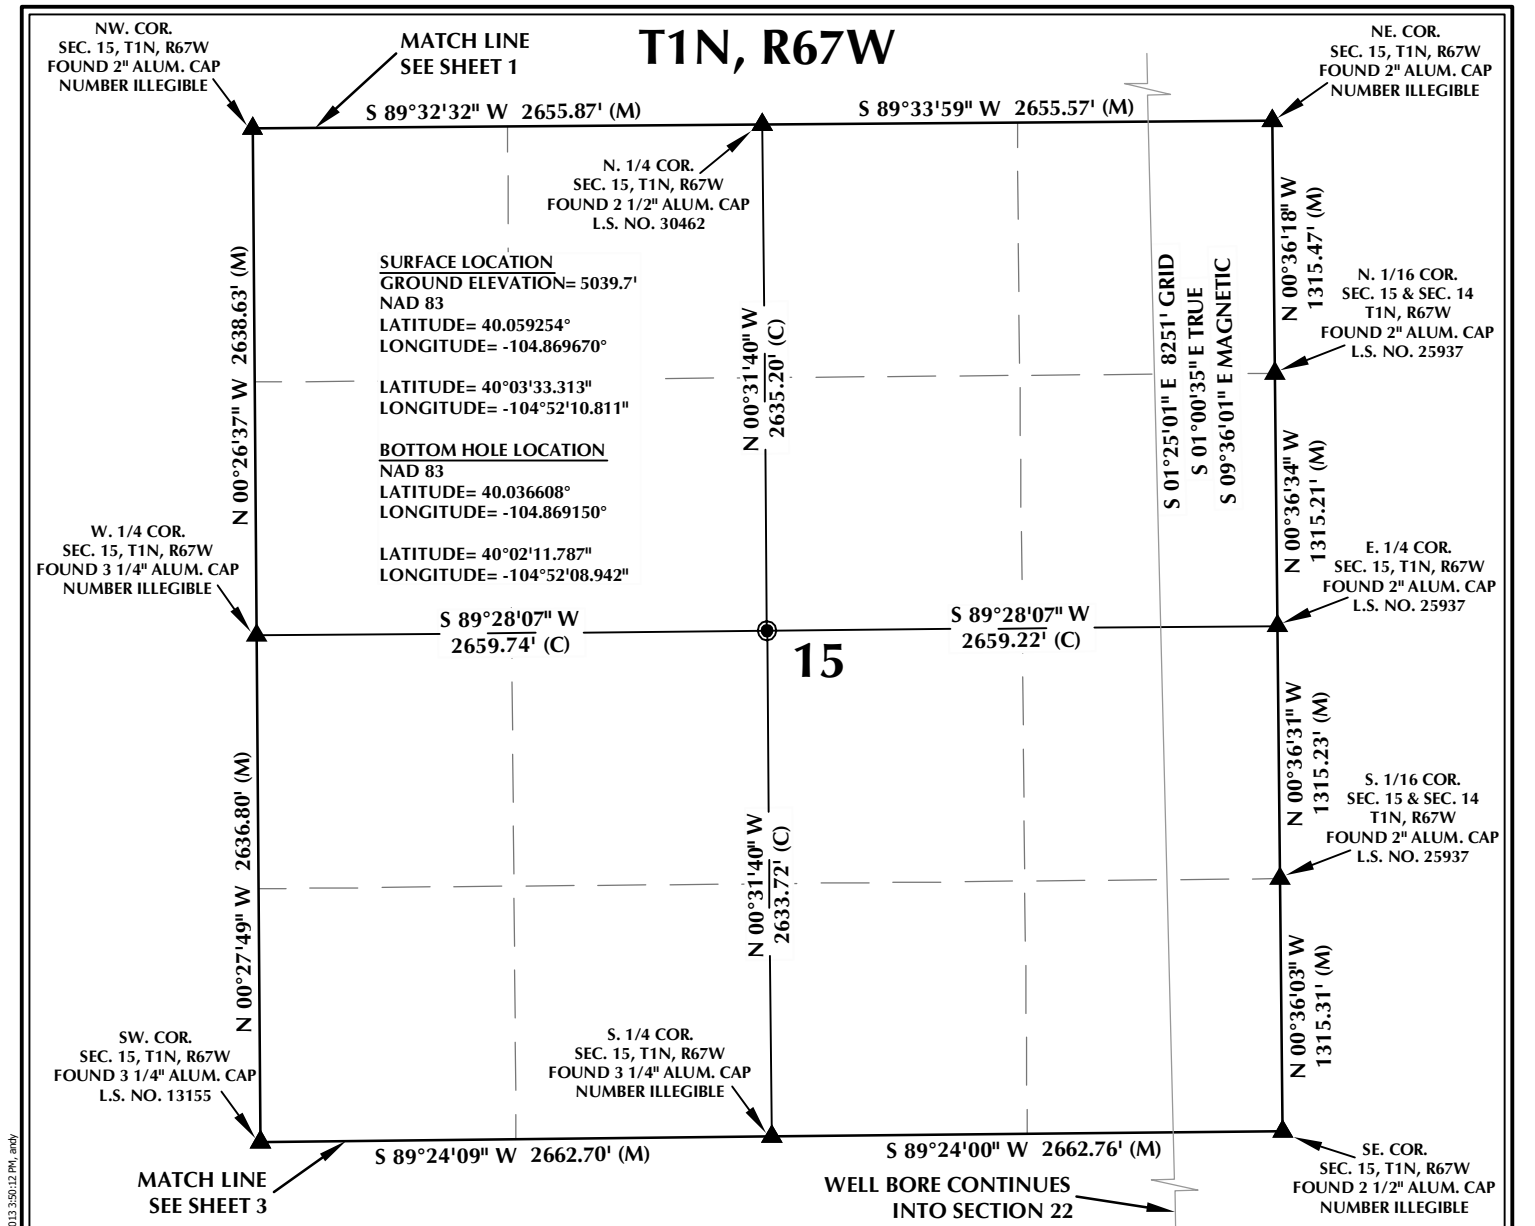 T1N, R67W
NW. COR.
SEC. 15, T1N, R67W
FOUND 2" ALUM. CAP
NUMBER ILLEGIBLE
MATCH LINE
SEE SHEET 1
NE. COR.
SEC. 15, T1N, R67W
FOUND 2" ALUM. CAP
NUMBER ILLEGIBLE
S 89°32'32" W 2655.87' (M)
S 89°33'59" W 2655.57' (M)
N. 1/4 COR.
SEC. 15, T1N, R67W
FOUND 2 1/2" ALUM. CAP
L.S. NO. 30462
SURFACE LOCATION
GROUND ELEVATION= 5039.7'
NAD 83
LATITUDE= 40.059254°
LONGITUDE= -104.869670°
LATITUDE= 40°03'33.313"
LONGITUDE= -104°52'10.811"
BOTTOM HOLE LOCATION
NAD 83
LATITUDE= 40.036608°
LONGITUDE= -104.869150°
LATITUDE= 40°02'11.787"
LONGITUDE= -104°52'08.942"
N 00°26'37" W 2638.63' (M)
N 00°31'40" W
2635.20' (C)
S 01°25'01" E 8251' GRID
S 01°00'35" E TRUE
S 09°36'01" E MAGNETIC
N 00°36'18" W
1315.47' (M)
N. 1/16 COR.
SEC. 15 & SEC. 14
T1N, R67W
FOUND 2" ALUM. CAP
L.S. NO. 25937
N 00°36'34" W
1315.21' (M)
W. 1/4 COR.
SEC. 15, T1N, R67W
FOUND 3 1/4" ALUM. CAP
NUMBER ILLEGIBLE
E. 1/4 COR.
SEC. 15, T1N, R67W
FOUND 2" ALUM. CAP
L.S. NO. 25937
S 89°28'07" W
2659.74' (C)
S 89°28'07" W
2659.22' (C)
15
N 00°27'49" W 2636.80' (M)
N 00°31'40" W
2633.72' (C)
N 00°36'31" W
1315.23' (M)
S. 1/16 COR.
SEC. 15 & SEC. 14
T1N, R67W
FOUND 2" ALUM. CAP
L.S. NO. 25937
N 00°36'03" W
1315.31' (M)
SW. COR.
SEC. 15, T1N, R67W
FOUND 3 1/4" ALUM. CAP
L.S. NO. 13155
S. 1/4 COR.
SEC. 15, T1N, R67W
FOUND 3 1/4" ALUM. CAP
NUMBER ILLEGIBLE
S 89°24'09" W 2662.70' (M)
S 89°24'00" W 2662.76' (M)
SE. COR.
SEC. 15, T1N, R67W
FOUND 2 1/2" ALUM. CAP
NUMBER ILLEGIBLE
MATCH LINE
SEE SHEET 3
WELL BORE CONTINUES
INTO SECTION 22
013 3:50:12 PM, andy